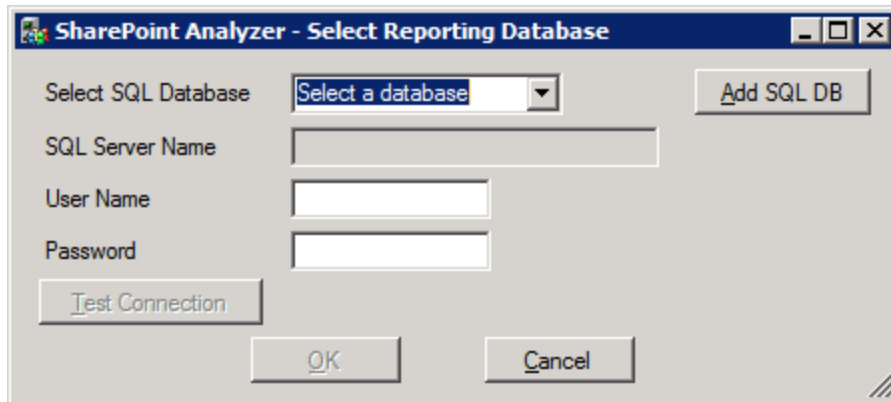 SharePoint Analyzer - Select Reporting Database
Select SQL Database Select a database Add SQL DB
SQL Server Name
User Name
Password
Test Connection
OK Cancel